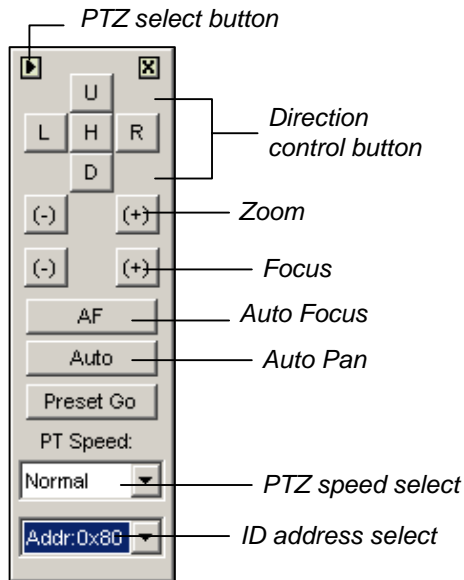 PTZ select button
X
U
L H R
Direction
control button
D
(-) (+) Zoom
(-) (+) Focus
AF Auto Focus
Auto Auto Pan
Preset Go
PT Speed:
Normal PTZ speed select
Addr:0x80 ID address select